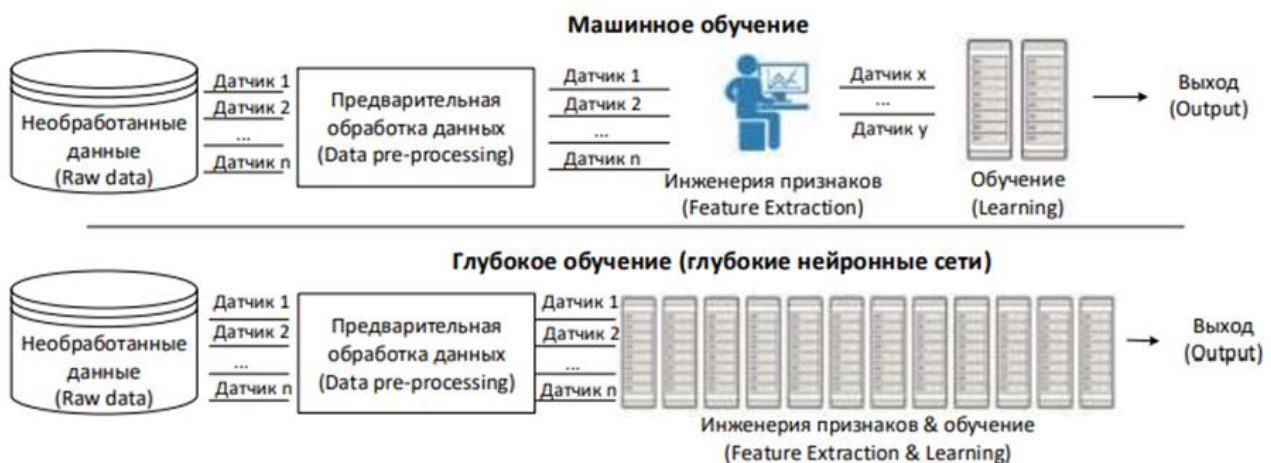 Машинное обучение
Необработанные
данные
(Raw data)
Датчик 1
Датчик 2
...
Датчик n
Предварительная
обработка данных
(Data pre-processing)
Датчик 1
Датчик 2
...
Датчик n
Инженерия признаков
(Feature Extraction)
Датчик x
...
Датчик y
Обучение
(Learning)
Выход
(Output)
Глубокое обучение (глубокие нейронные сети)
Необработанные
данные
(Raw data)
Датчик 1
Датчик 2
...
Датчик n
Предварительная
обработка данных
(Data pre-processing)
Датчик 1
Датчик 2
...
Датчик n
Инженерия признаков & обучение
(Feature Extraction & Learning)
Выход
(Output)